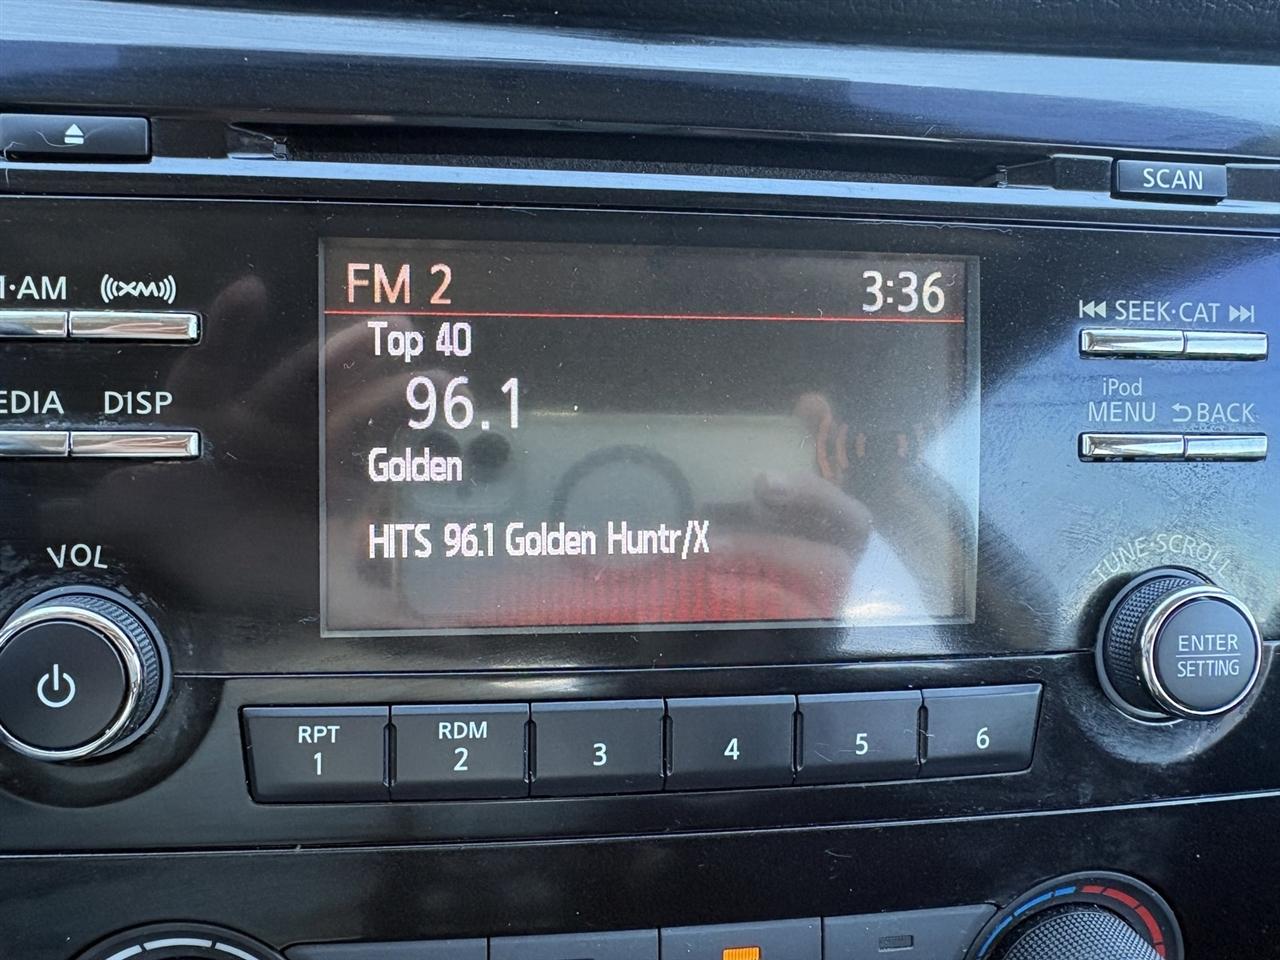 SCAN
·AM
XM
FM 2
3:36
SEEK·CAT
Top 40
96.1
EDIA
DISP
iPod
MENU
BACK
Golden
HITS 96.1 Golden Huntr/X
VOL
TUNE·SCROLL
ENTER
SETTING
RPT
1
RDM
2
3
4
5
6